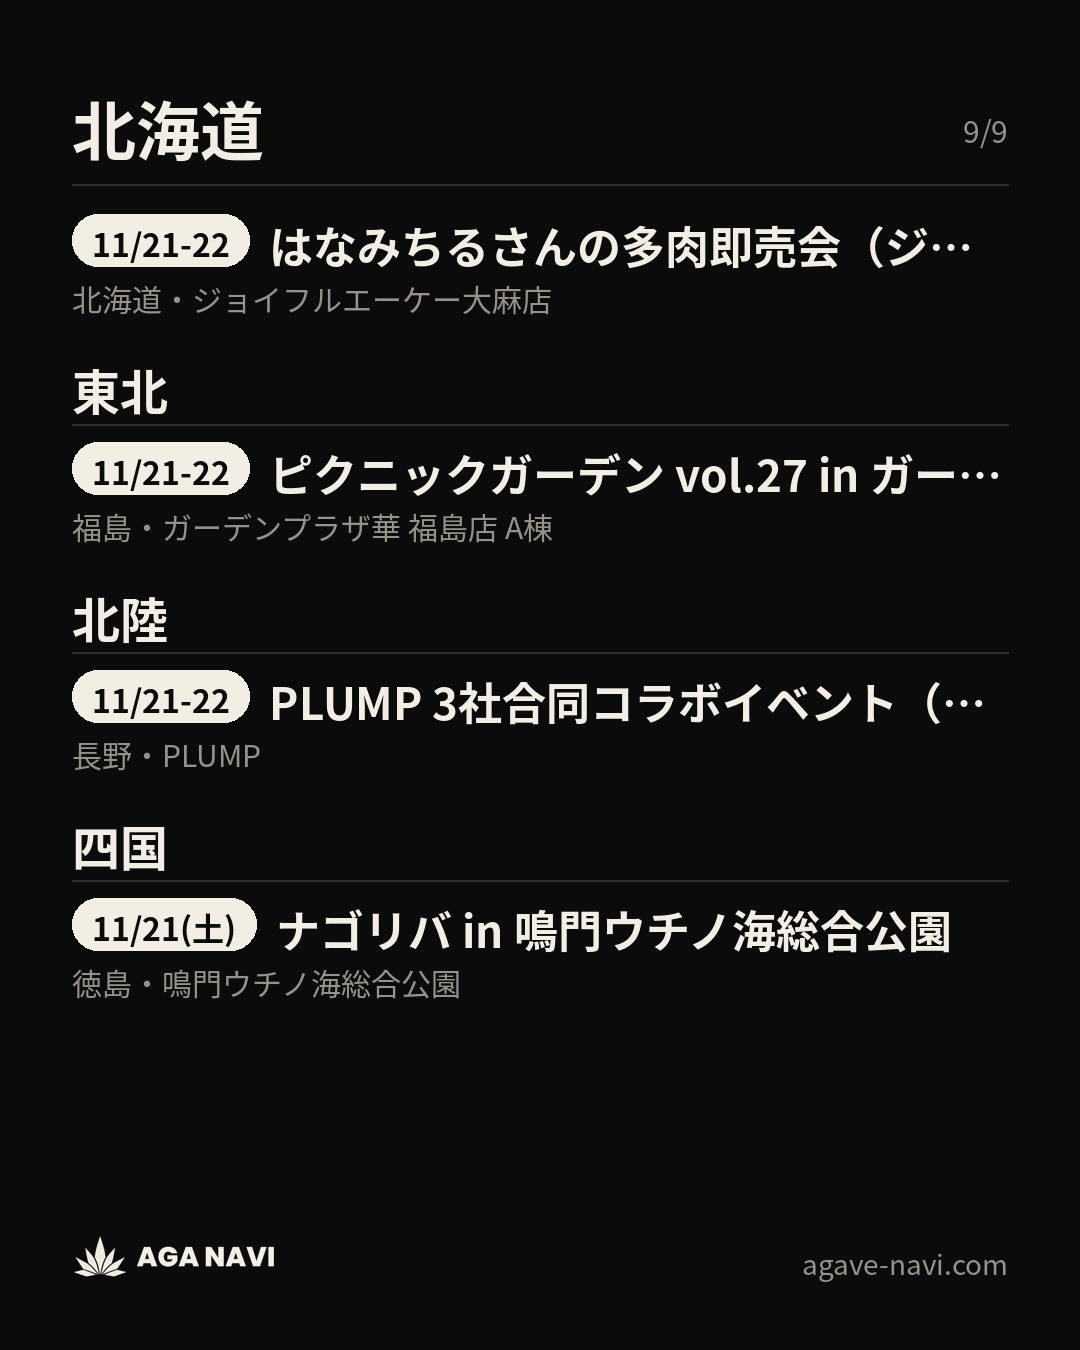 北海道
9/9
11/21-22 はなみちるさんの多肉即売会（ジ…
北海道・ジョイフルエーケー大麻店
東北
11/21-22 ピクニックガーデン vol.27 in ガー…
福島・ガーデンプラザ華 福島店 A棟
北陸
11/21-22 PLUMP 3社合同コラボイベント（…
長野・PLUMP
四国
11/21(土) ナゴリバ in 鳴門ウチノ海総合公園
徳島・鳴門ウチノ海総合公園
AGA NAVI
agave-navi.com